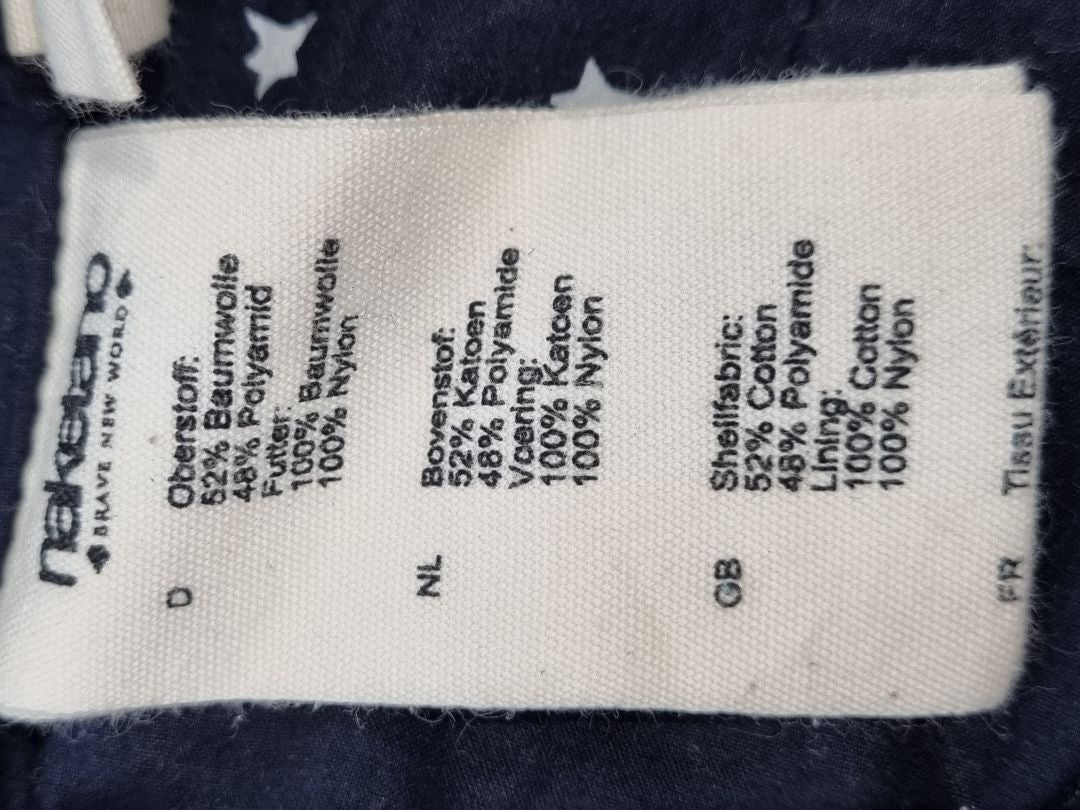 naketano
BRAVE NEW WORD
D
Oberstoff:
52% Baumwolle
48% Polyamid
Futter:
100% Baumwolle
100% Nylon
NL
Bovenstof:
52% Katoen
48% Polyamide
Voering:
100% Katoen
100% Nylon
GB
Shellfabric:
52% Cotton
48% Polyamide
Lining:
100% Cotton
100% Nylon
FR
Tissu Extérieur: